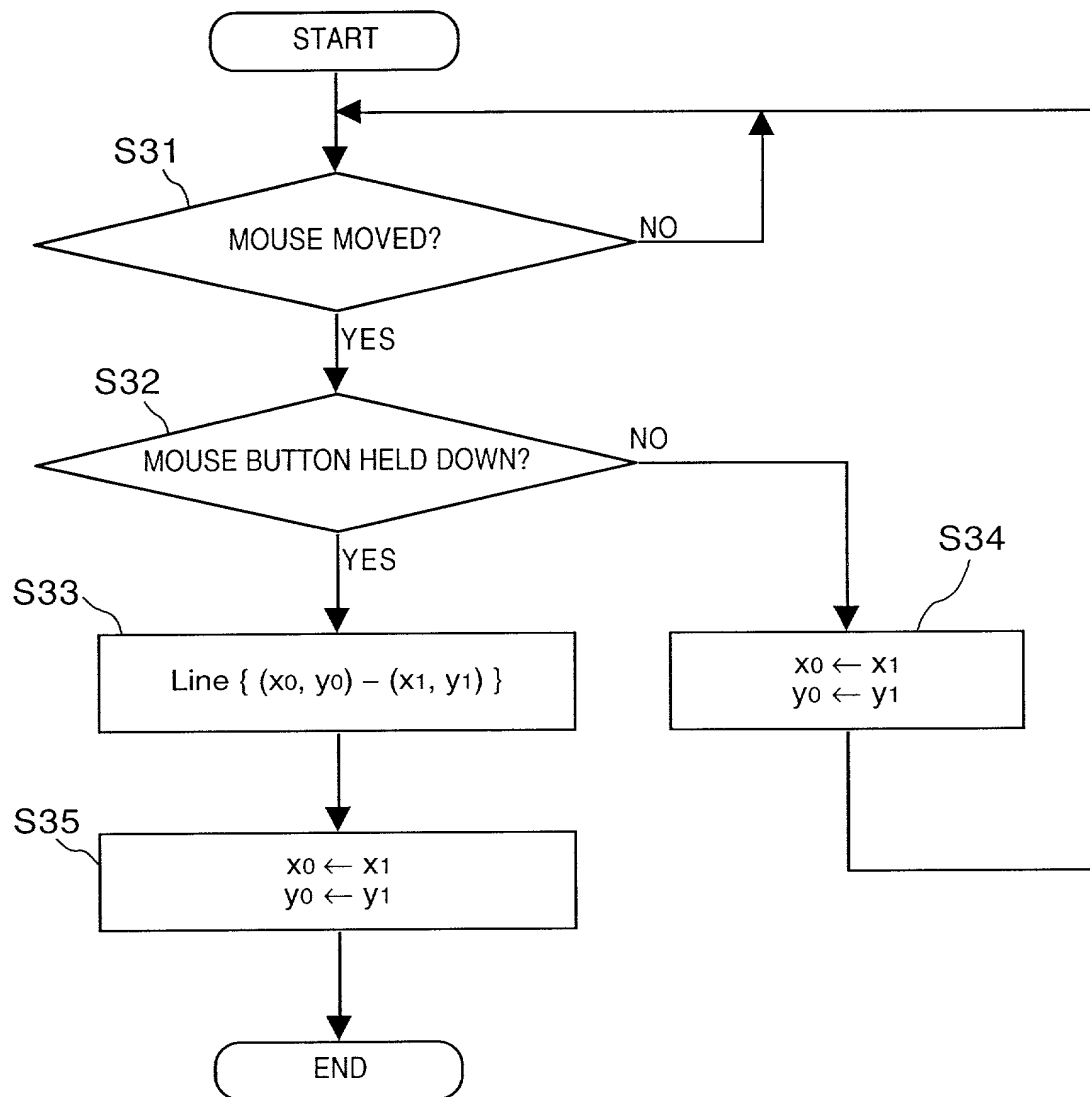 START
S31
MOUSE MOVED?
NO
YES
S32
MOUSE BUTTON HELD DOWN?
NO
YES
S33
Line { (x0, y0) – (x1, y1) }
S34
x0 ← x1
y0 ← y1
S35
x0 ← x1
y0 ← y1
END